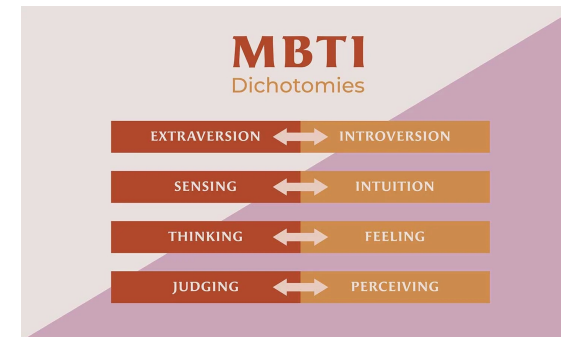 MBTI
Dichotomies
EXTRAVERSION INTROVERSION
SENSING INTUITION
THINKING FEELING
JUDGING PERCEIVING